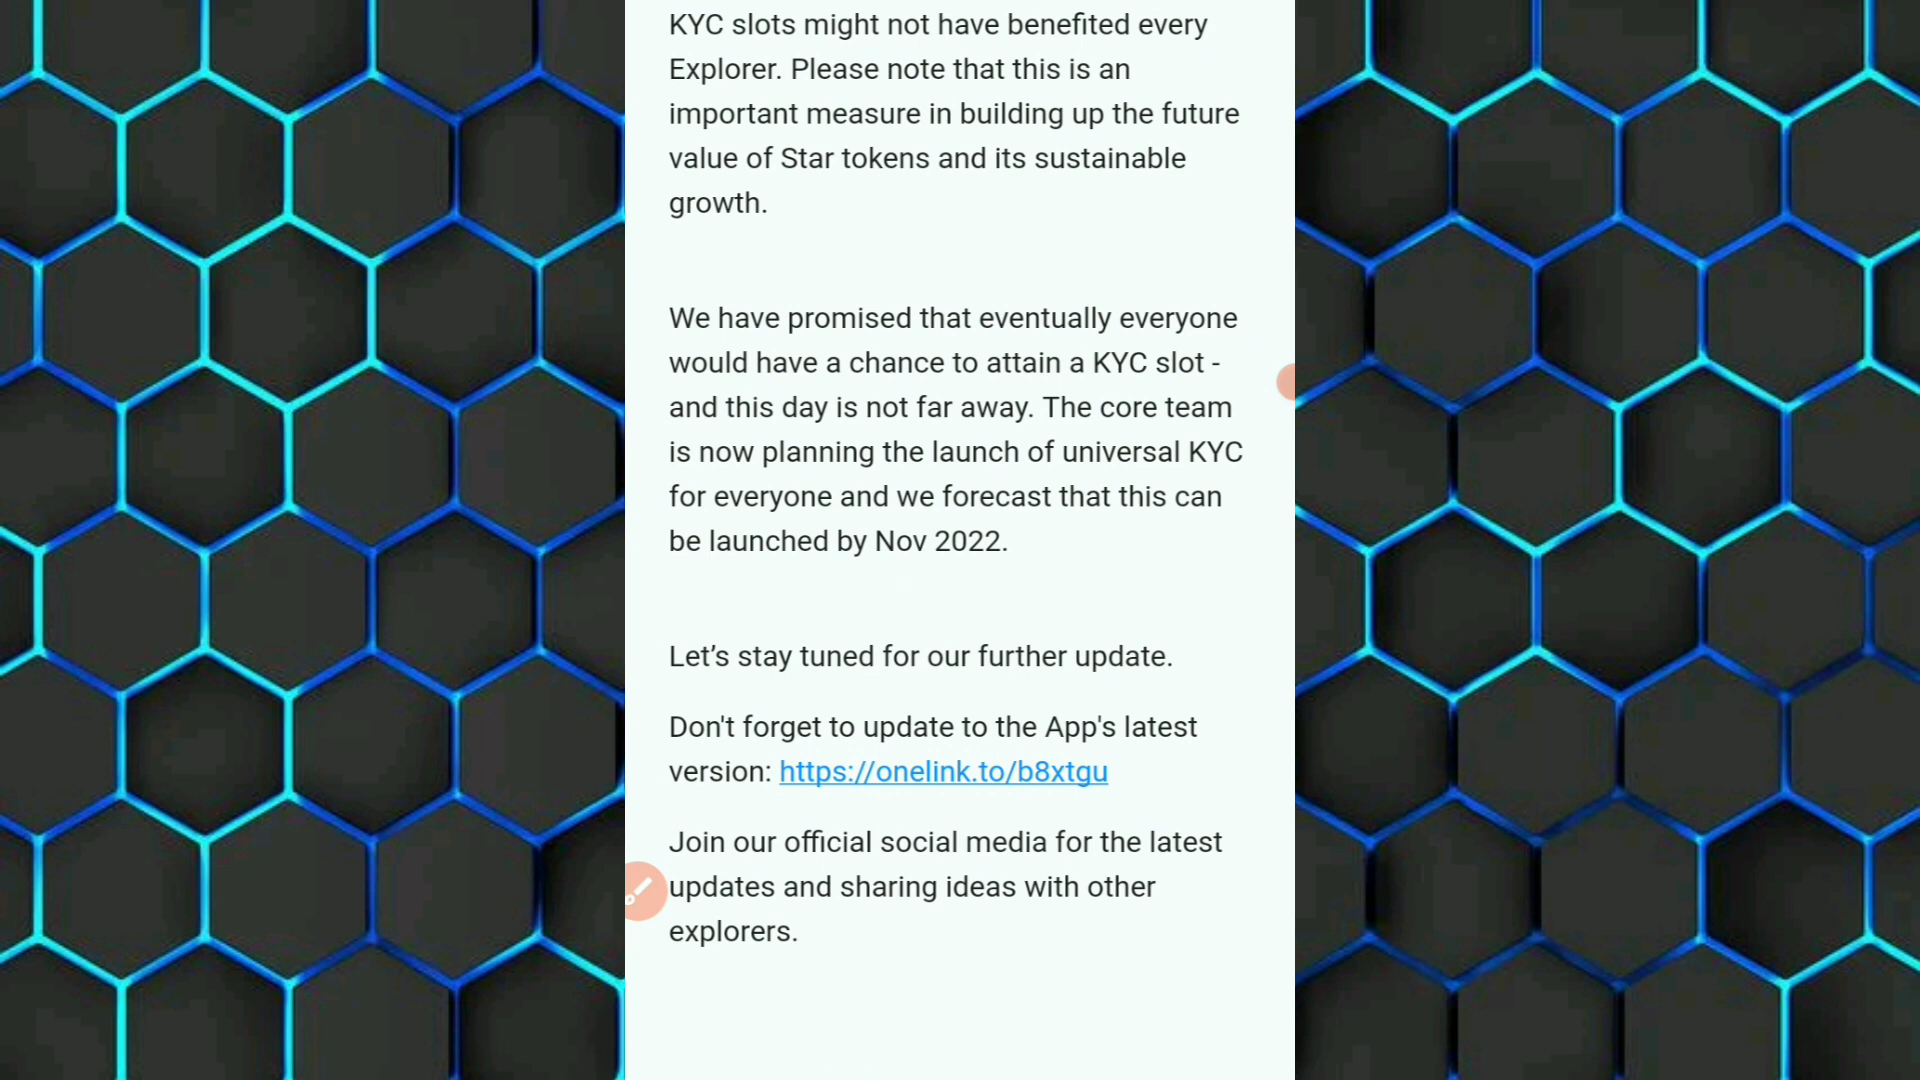 KYC slots might not have benefited every
Explorer. Please note that this is an
important measure in building up the future
value of Star tokens and its sustainable
growth.
We have promised that eventually everyone
would have a chance to attain a KYC slot -
and this day is not far away. The core team
is now planning the launch of universal KYC
for everyone and we forecast that this can
be launched by Nov 2022.
Let’s stay tuned for our further update.
Don't forget to update to the App's latest
version: https://onelink.to/b8xtgu
Join our official social media for the latest
updates and sharing ideas with other
explorers.